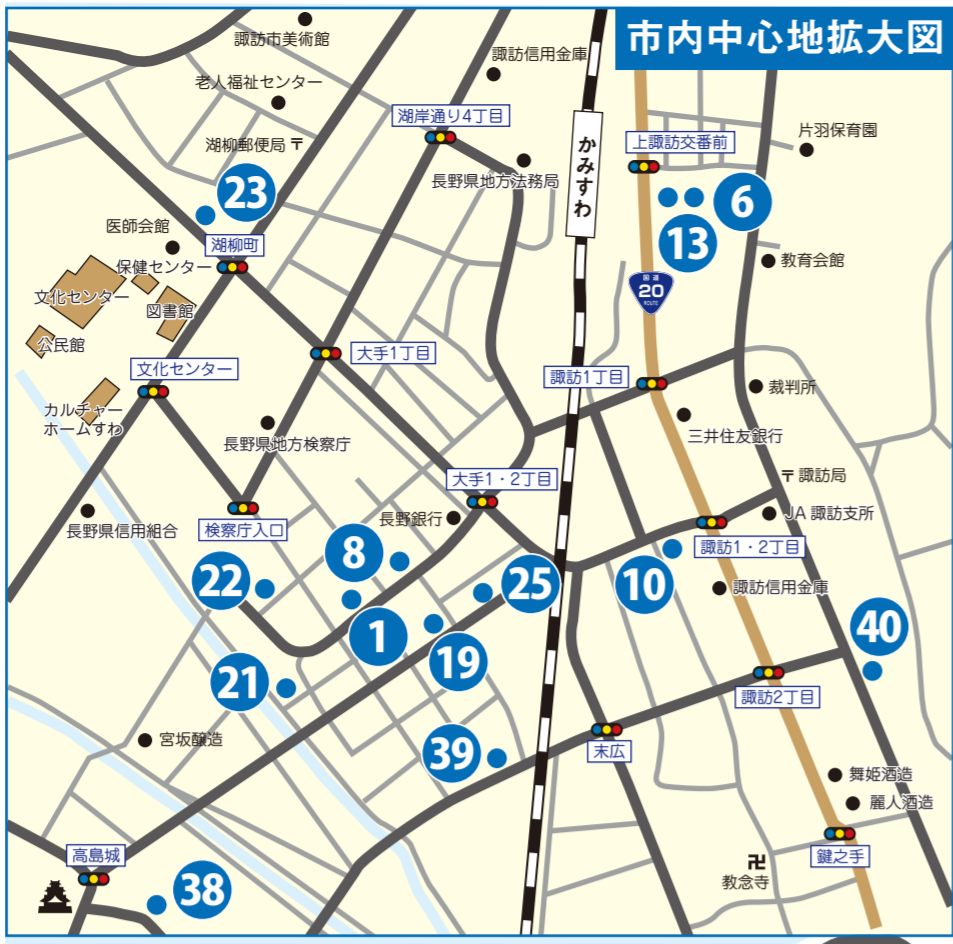 市内中心地拡大図
諏訪市美術館
諏訪信用金庫
老人福祉センター
湖岸通り4丁目
湖柳郵便局 〒
かみすわ
上諏訪交番前
片羽保育園
長野県地方法務局
23
6
13
医師会館
湖柳町
保健センター
教育会館
文化センター
図書館
国道
20
ROUTE
公民館
大手1丁目
文化センター
諏訪1丁目
裁判所
カルチャー
ホームすわ
長野県地方検察庁
三井住友銀行
大手1・2丁目
〒 諏訪局
長野銀行
JA 諏訪支所
長野県信用組合
検察庁入口
諏訪1・2丁目
8
22
25
10
諏訪信用金庫
1
40
19
21
諏訪2丁目
宮坂醸造
39
末広
舞姫酒造
麗人酒造
高島城
鍵之手
卍
教念寺
38